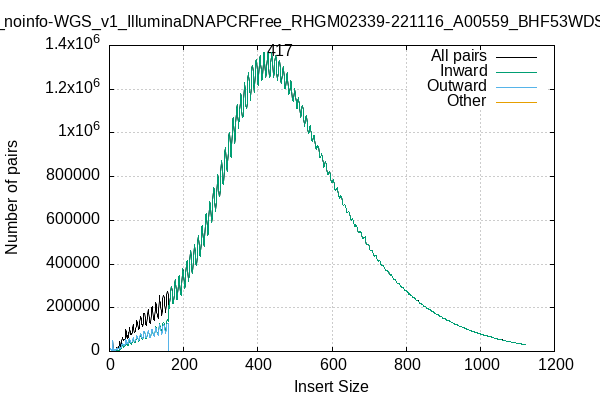 _noinfo-WGS_v1_IlluminaDNAPCRFree_RHGM02339-221116_A00559_BHF53WDS
1.4x10^6
417
All pairs
Inward
1.2x10^6
Outward
Other
1x10^6
800000
Number of pairs
600000
400000
200000
0
0 200 400 600 800 1000 1200
Insert Size